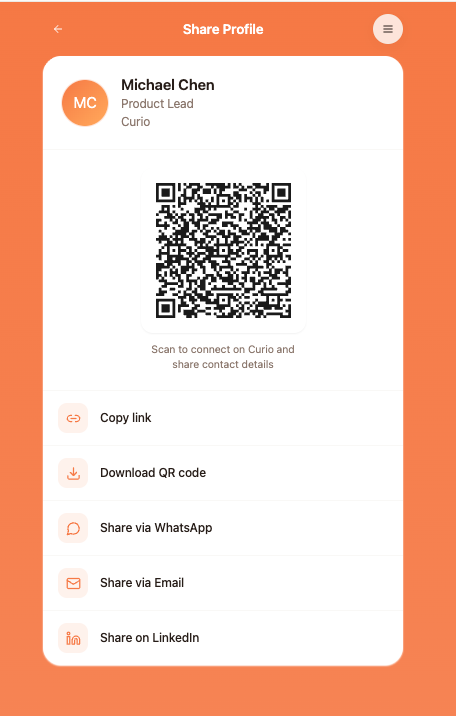 Share Profile
MC
Michael Chen
Product Lead
Curio
Scan to connect on Curio and
share contact details
Copy link
Download QR code
Share via WhatsApp
Share via Email
Share on LinkedIn